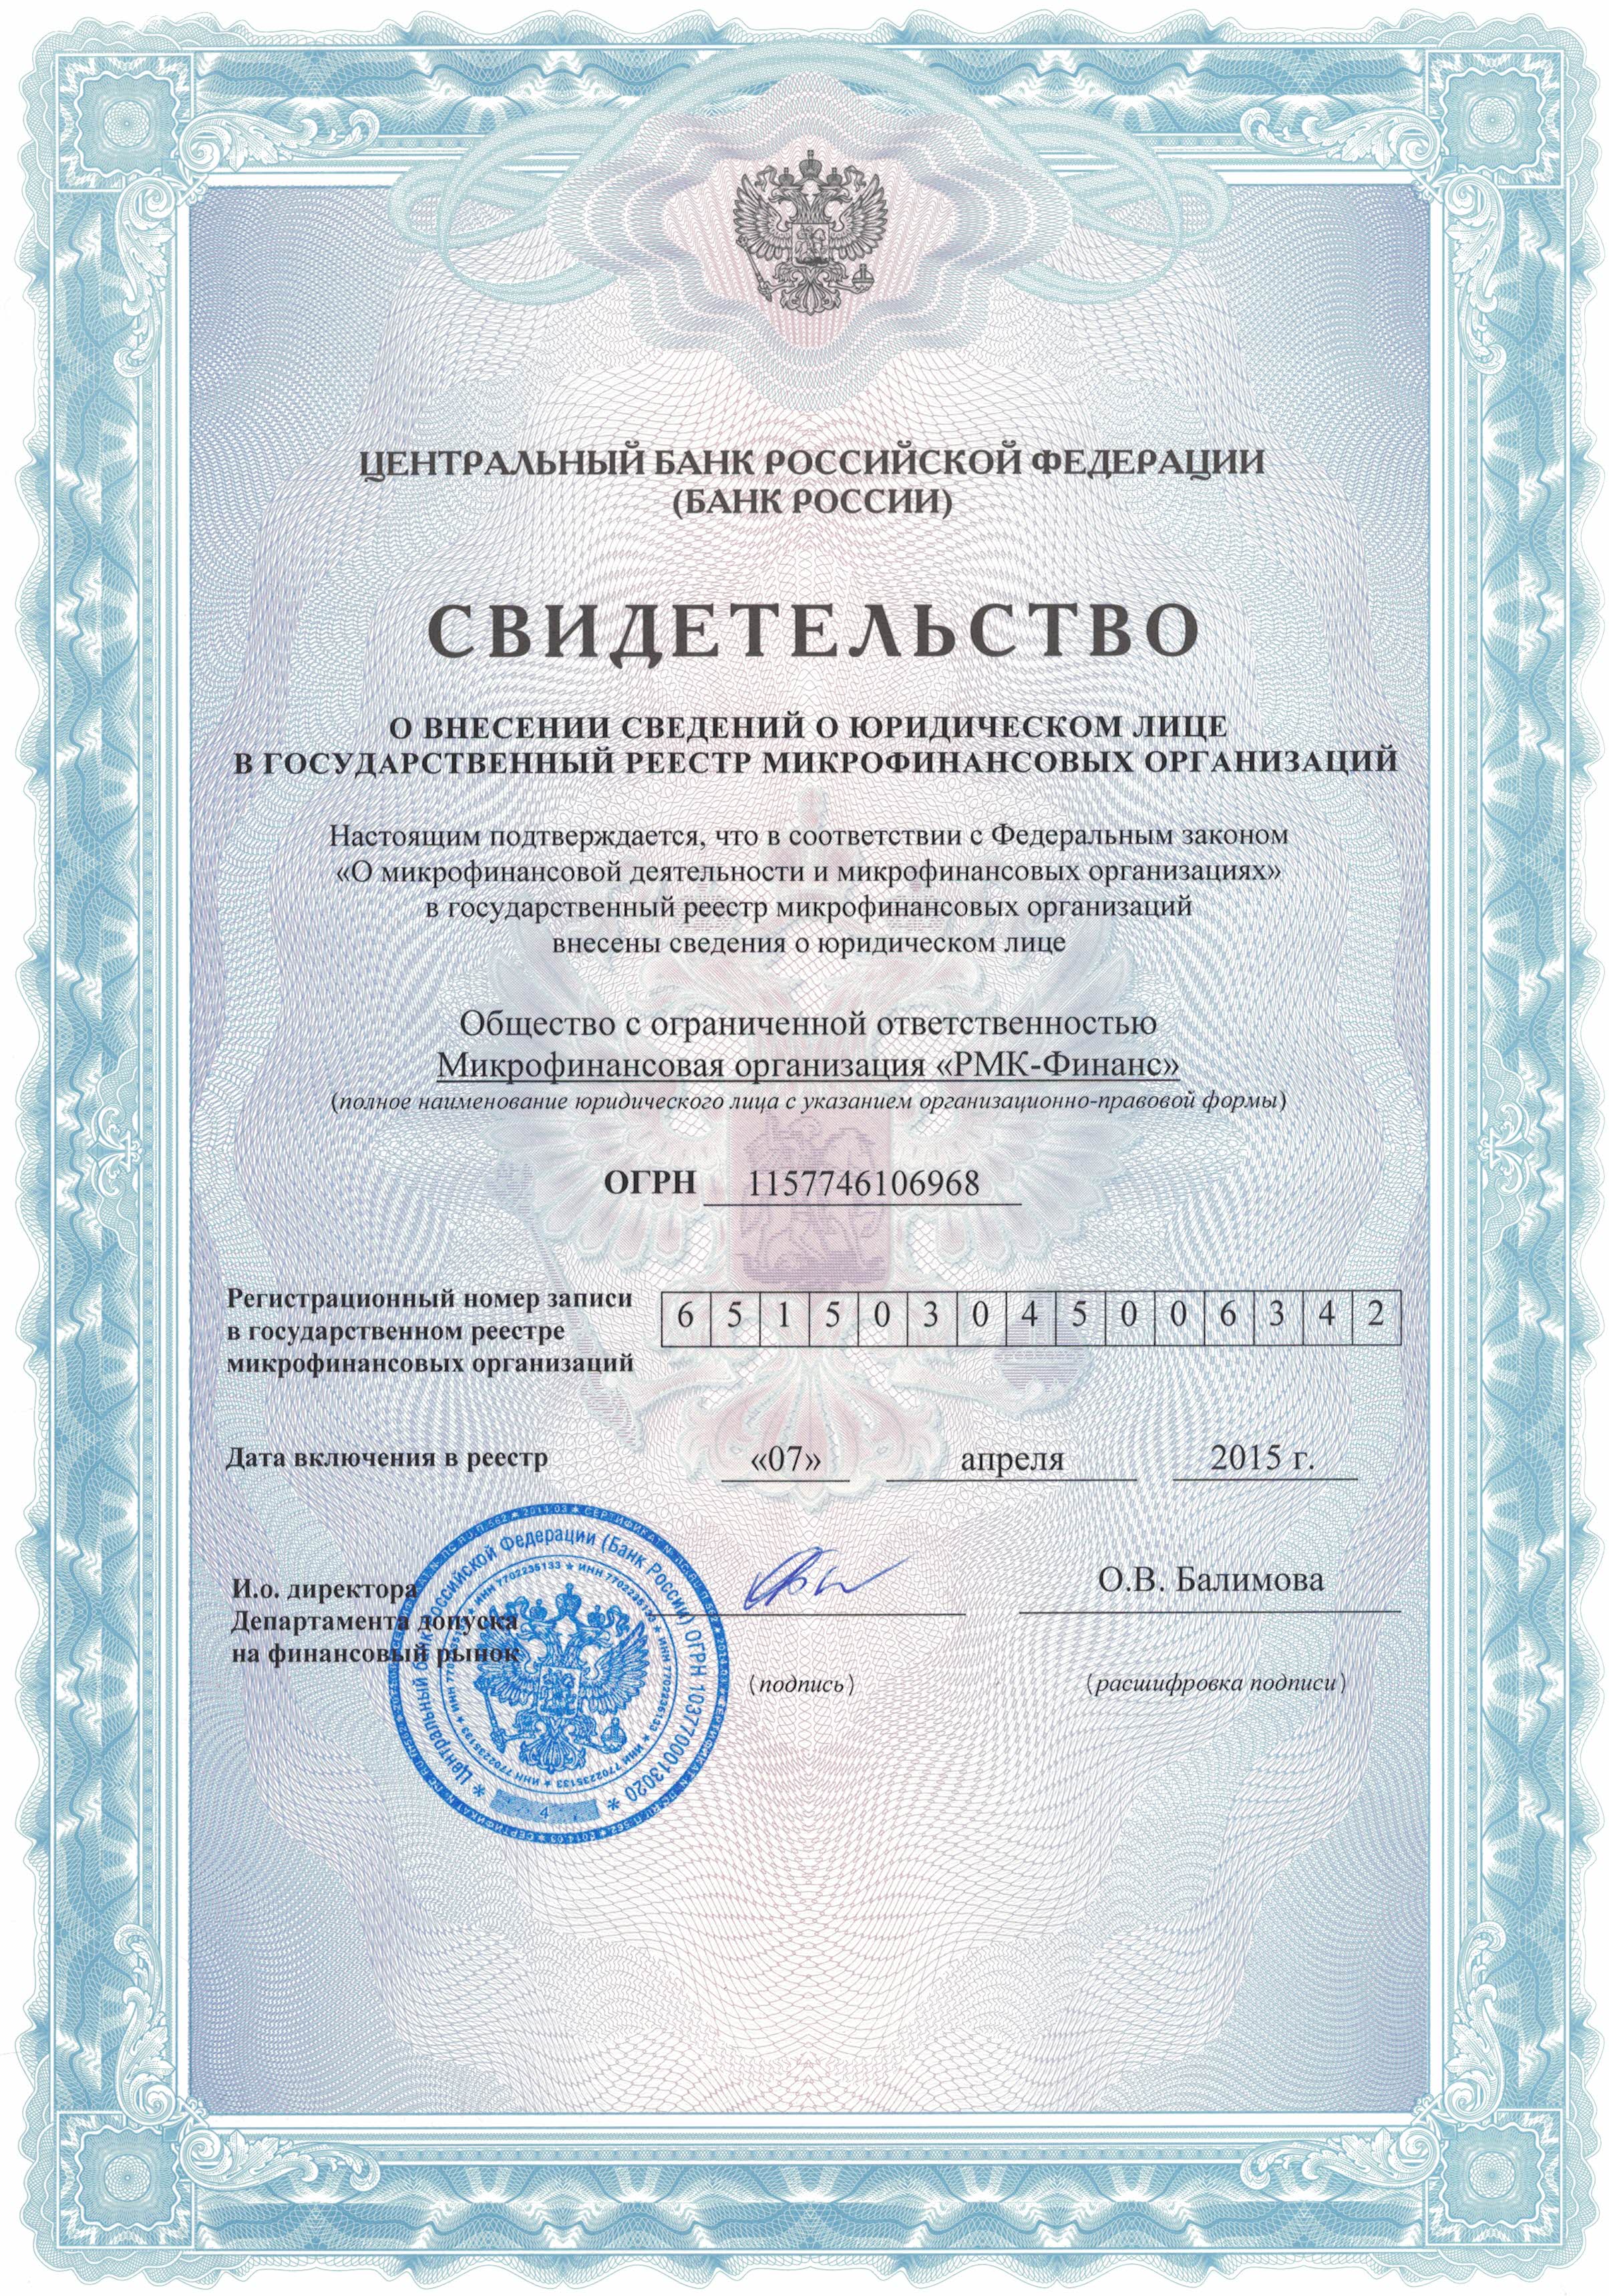 ЦЕНТРАЛЬНЫЙ БАНК РОССИЙСКОЙ ФЕДЕРАЦИИ
(БАНК РОССИИ)
СВИДЕТЕЛЬСТВО
О ВНЕСЕНИИ СВЕДЕНИЙ О ЮРИДИЧЕСКОМ ЛИЦЕ
В ГОСУДАРСТВЕННЫЙ РЕЕСТР МИКРОФИНАНСОВЫХ ОРГАНИЗАЦИЙ
Настоящим подтверждается, что в соответствии с Федеральным законом
«О микрофинансовой деятельности и микрофинансовых организациях»
в государственный реестр микрофинансовых организаций
внесены сведения о юридическом лице
Общество с ограниченной ответственностью
Микрофинансовая организация «РМК-Финанс»
(полное наименование юридического лица с указанием организационно-правовой формы)
ОГРН 1157746106968
Регистрационный номер записи
в государственном реестре
микрофинансовых организаций
6 5 1 5 0 3 0 4 5 0 0 6 3 4 2
Дата включения в реестр «07» апреля 2015 г.
И.о. директора
Департамента допуска
на финансовый рынок
О.В. Балимова
(подпись) (расшифровка подписи)
* Центральный банк Российской Федерации (Банк России) ОГРН 1037700013020 *
ИНН 7702235133 * ИНН 7702235133
4